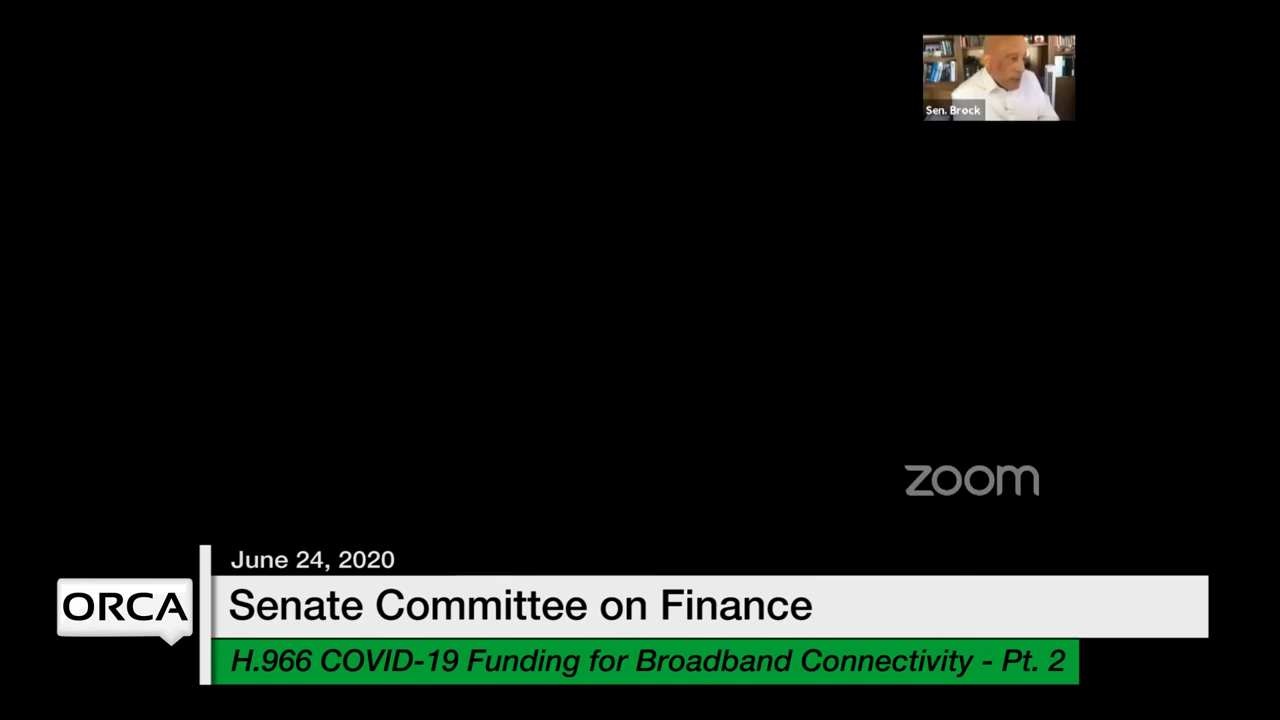 Sen. Brock
zoom
June 24, 2020
ORCA
Senate Committee on Finance
H.966 COVID-19 Funding for Broadband Connectivity - Pt. 2